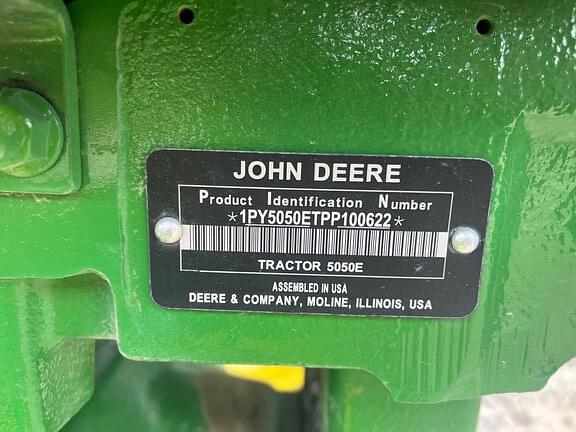 JOHN DEERE
Product Identification Number
*1PY5050ETPP100622*
TRACTOR 5050E
ASSEMBLED IN USA
DEERE & COMPANY, MOLINE, ILLINOIS, USA